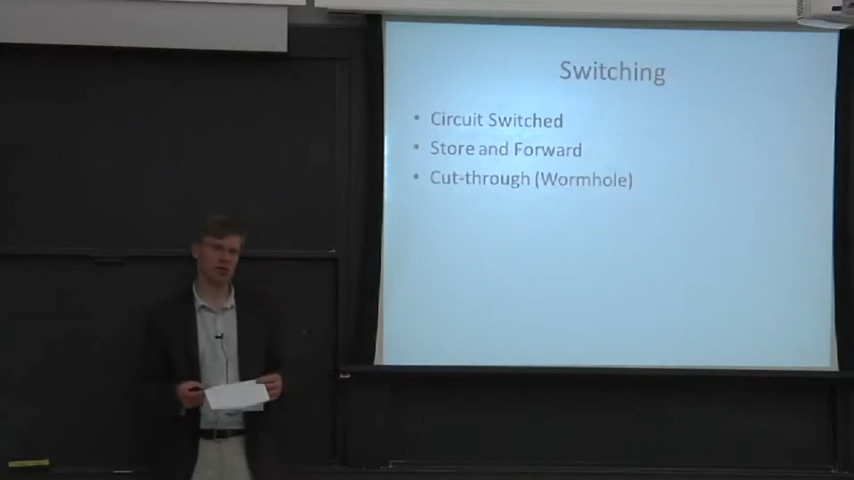 Switching
• Circuit Switched
• Store and Forward
• Cut-through (Wormhole)